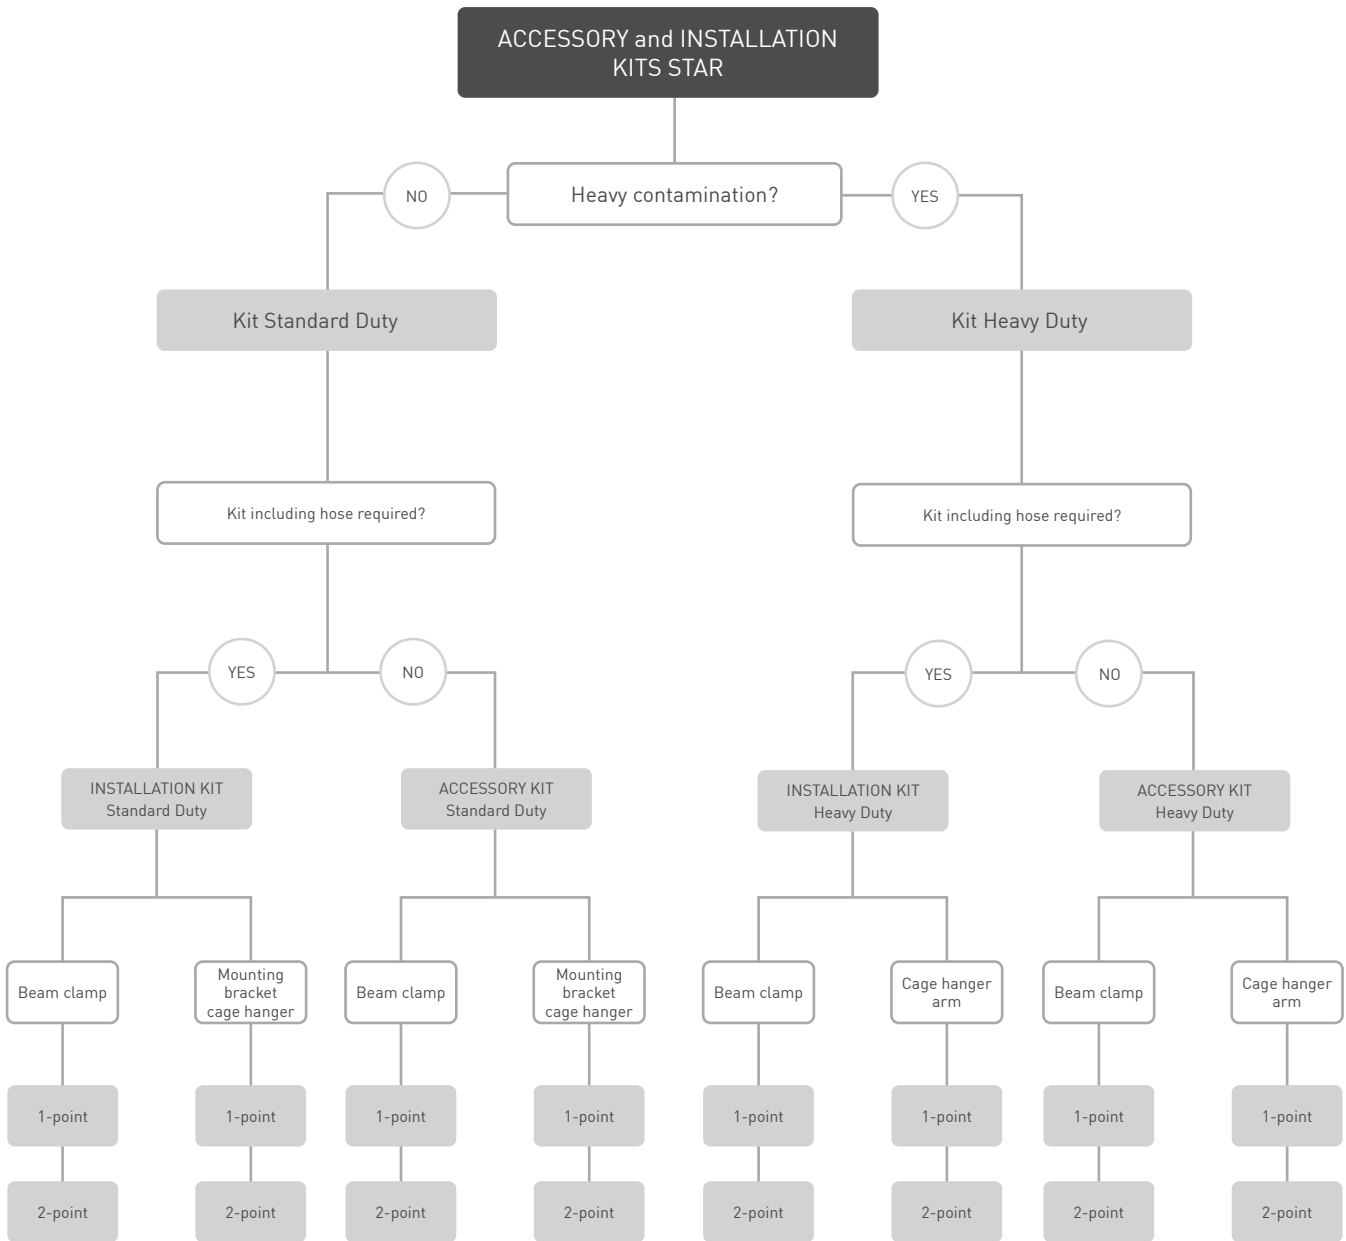 ACCESSORY and INSTALLATION
KITS STAR
NO
Heavy contamination?
YES
Kit Standard Duty
Kit Heavy Duty
Kit including hose required?
Kit including hose required?
YES
NO
YES
NO
INSTALLATION KIT
Standard Duty
ACCESSORY KIT
Standard Duty
INSTALLATION KIT
Heavy Duty
ACCESSORY KIT
Heavy Duty
Beam clamp
Mounting
bracket
cage hanger
Beam clamp
Mounting
bracket
cage hanger
Beam clamp
Cage hanger
arm
Beam clamp
Cage hanger
arm
1-point
1-point
1-point
1-point
1-point
1-point
1-point
1-point
2-point
2-point
2-point
2-point
2-point
2-point
2-point
2-point